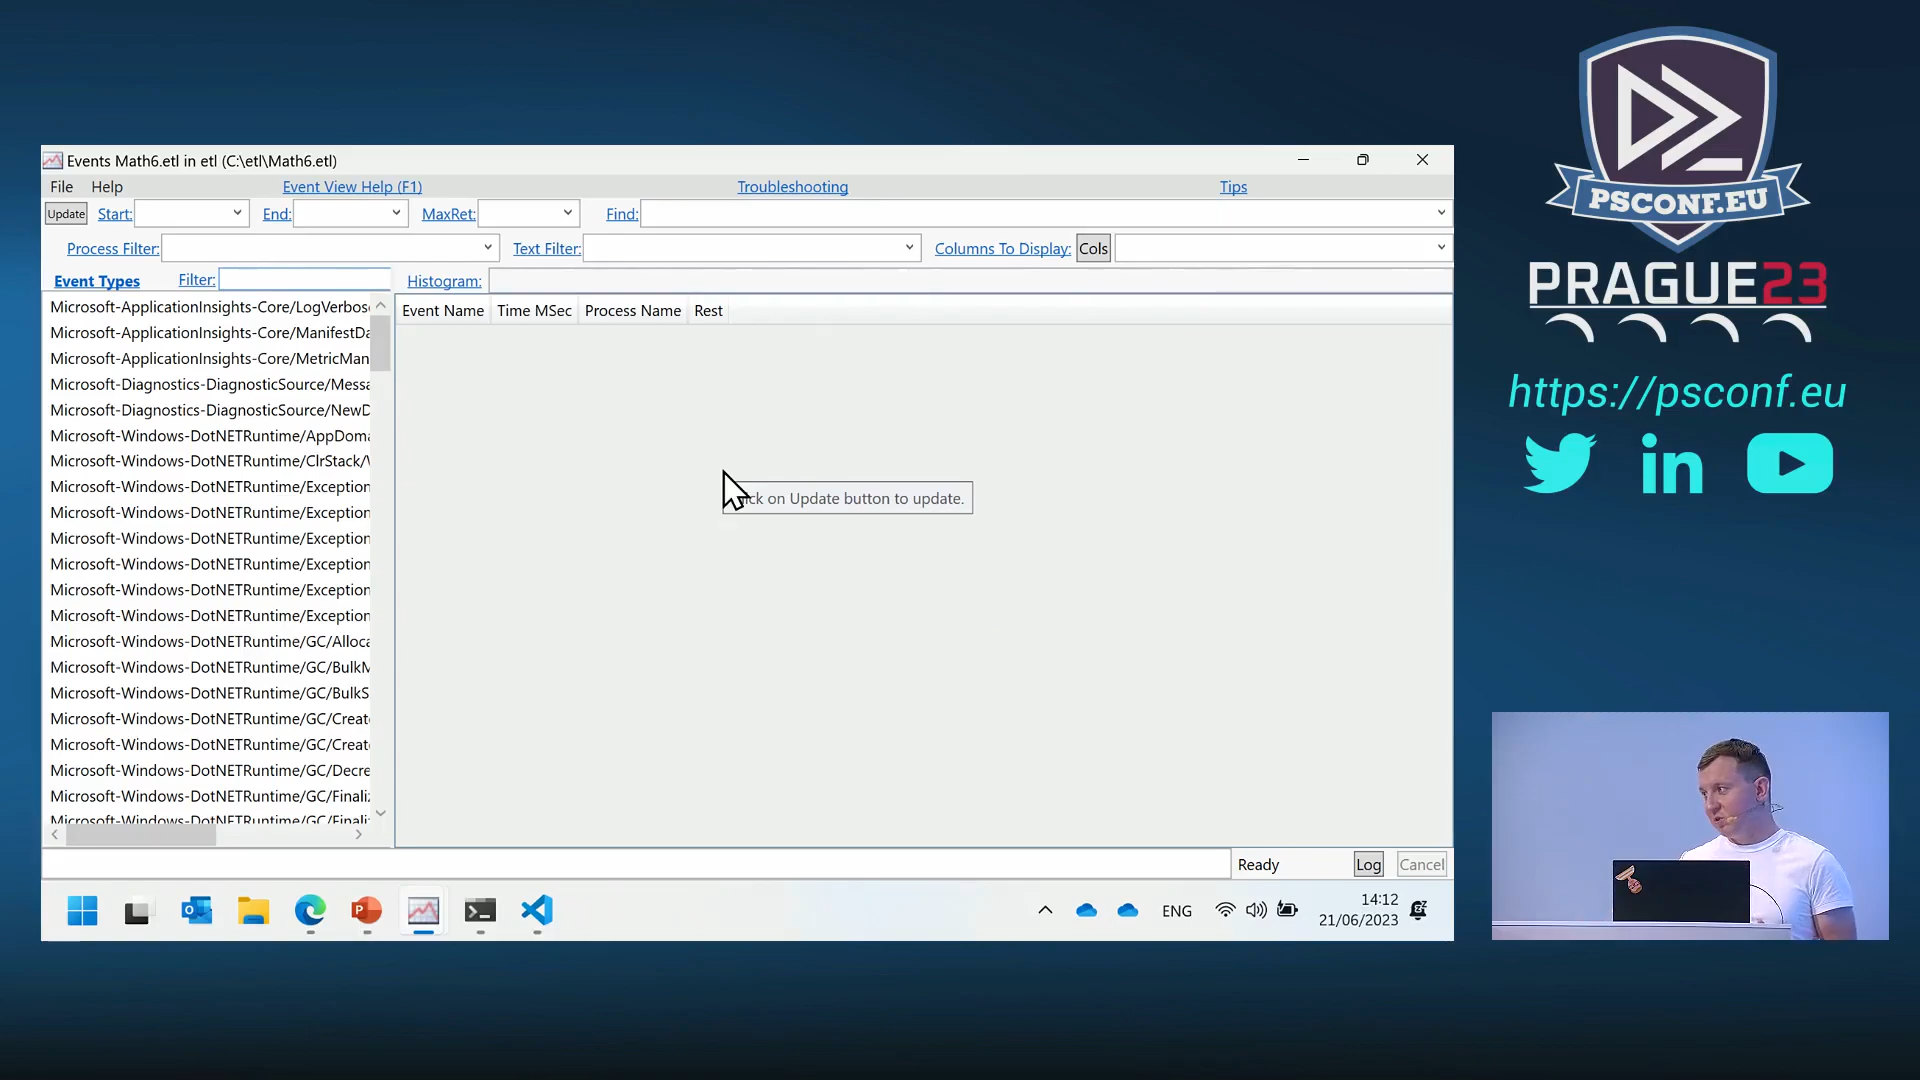 Events Math6.etl in etl (C:\etl\Math6.etl)
File Help Event View Help (F1) Troubleshooting Tips
Update Start: End: MaxRet: Find:
Process Filter: Text Filter: Columns To Display: Cols
Event Types Filter: Histogram:
Event Name Time MSec Process Name Rest
Microsoft-ApplicationInsights-Core/LogVerbos
Microsoft-ApplicationInsights-Core/ManifestDa
Microsoft-ApplicationInsights-Core/MetricMan
Microsoft-Diagnostics-DiagnosticSource/Messa
Microsoft-Diagnostics-DiagnosticSource/NewD
Microsoft-Windows-DotNETRuntime/AppDoma
Microsoft-Windows-DotNETRuntime/ClrStack/
Microsoft-Windows-DotNETRuntime/Exception
Microsoft-Windows-DotNETRuntime/Exception
Microsoft-Windows-DotNETRuntime/Exception
Microsoft-Windows-DotNETRuntime/Exception
Microsoft-Windows-DotNETRuntime/Exception
Microsoft-Windows-DotNETRuntime/Exception
Microsoft-Windows-DotNETRuntime/GC/Alloca
Microsoft-Windows-DotNETRuntime/GC/BulkM
Microsoft-Windows-DotNETRuntime/GC/BulkS
Microsoft-Windows-DotNETRuntime/GC/Creat
Microsoft-Windows-DotNETRuntime/GC/Creat
Microsoft-Windows-DotNETRuntime/GC/Decre
Microsoft-Windows-DotNETRuntime/GC/Finali
Microsoft-Windows-DotNETRuntime/GC/Finali
ck on Update button to update.
Ready Log Cancel
ENG
14:12
21/06/2023
PSCONF.EU
PRAGUE23
https://psconf.eu
in